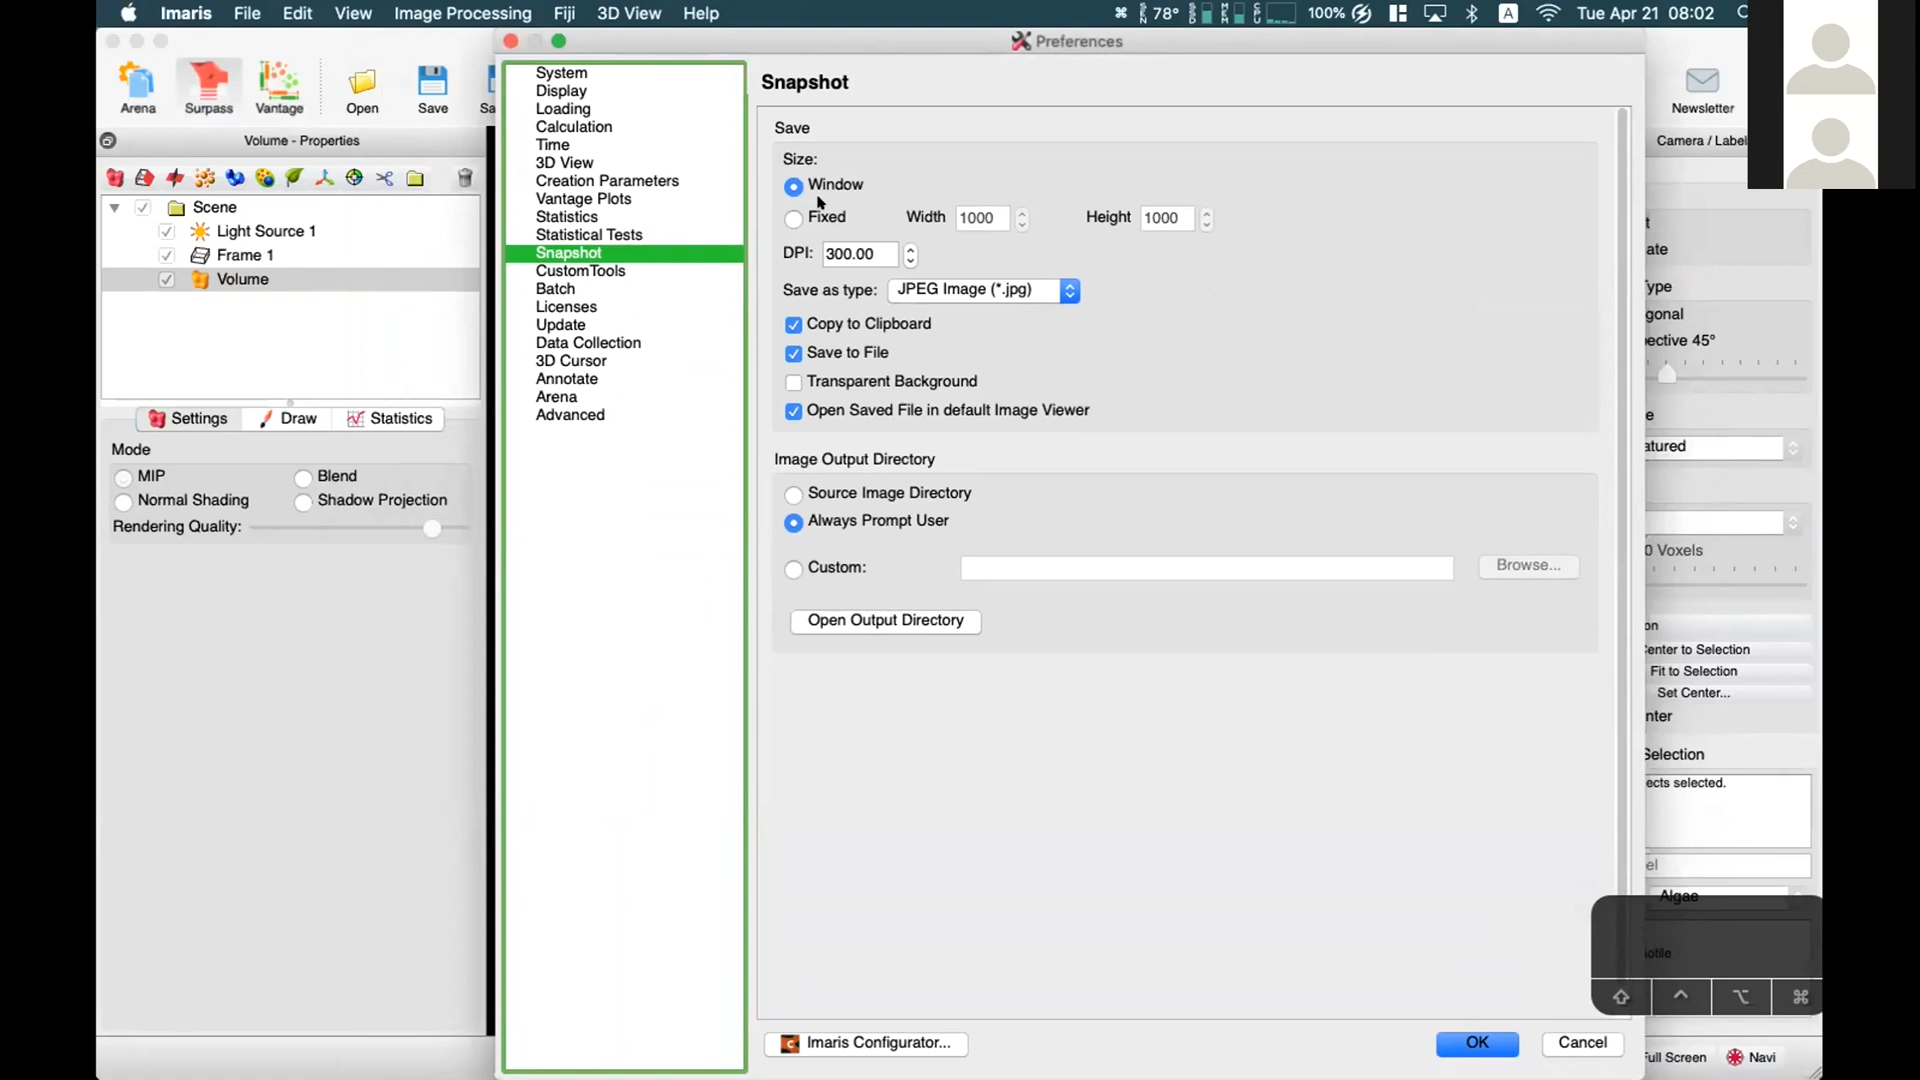 Imaris File Edit View Image Processing Fiji 3D View Help
78° 100% A Tue Apr 21 08:02
Preferences
Arena Surpass Vantage Open Save Sa
Newsletter
Volume - Properties
Camera / Label
Scene
Light Source 1
Frame 1
Volume
Settings Draw Statistics
Mode
MIP Blend
Normal Shading Shadow Projection
Rendering Quality:
System
Display
Loading
Calculation
Time
3D View
Creation Parameters
Vantage Plots
Statistics
Statistical Tests
Snapshot
CustomTools
Batch
Licenses
Update
Data Collection
3D Cursor
Annotate
Arena
Advanced
Snapshot
Save
Size:
Window
Fixed Width 1000 Height 1000
DPI: 300.00
Save as type: JPEG Image (*.jpg)
Copy to Clipboard
Save to File
Transparent Background
Open Saved File in default Image Viewer
Image Output Directory
Source Image Directory
Always Prompt User
Custom: Browse...
Open Output Directory
Imaris Configurator... OK Cancel
t
ate
ype
gonal
pective 45°
e
atured
0 Voxels
on
Center to Selection
Fit to Selection
Set Center...
nter
Selection
ects selected.
el
Algae
otile
Full Screen Navi